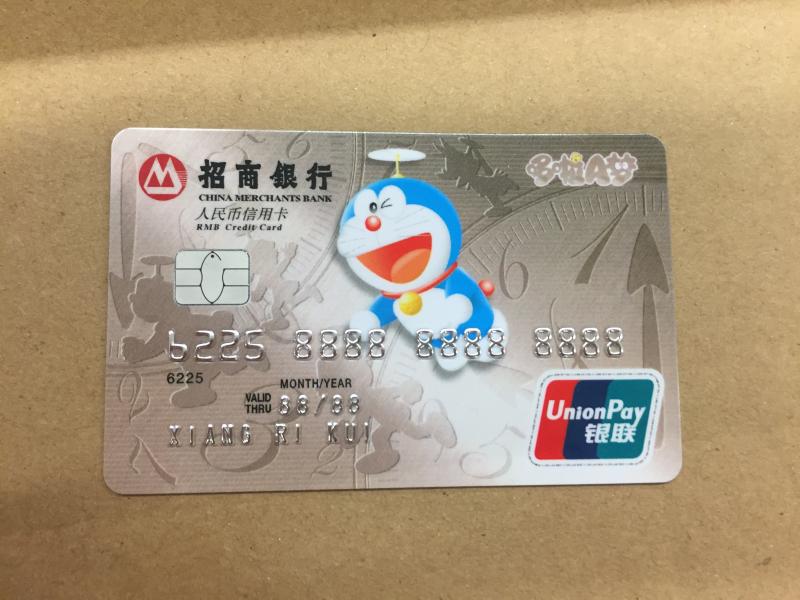 招商銀行
CHINA MERCHANTS BANK
人民币信用卡
RMB Credit Card
哆啦A梦
6225 8888 8888 8888
6225
MONTH/YEAR
VALID THRU 88/88
XIANG RI KUI
UnionPay
银联